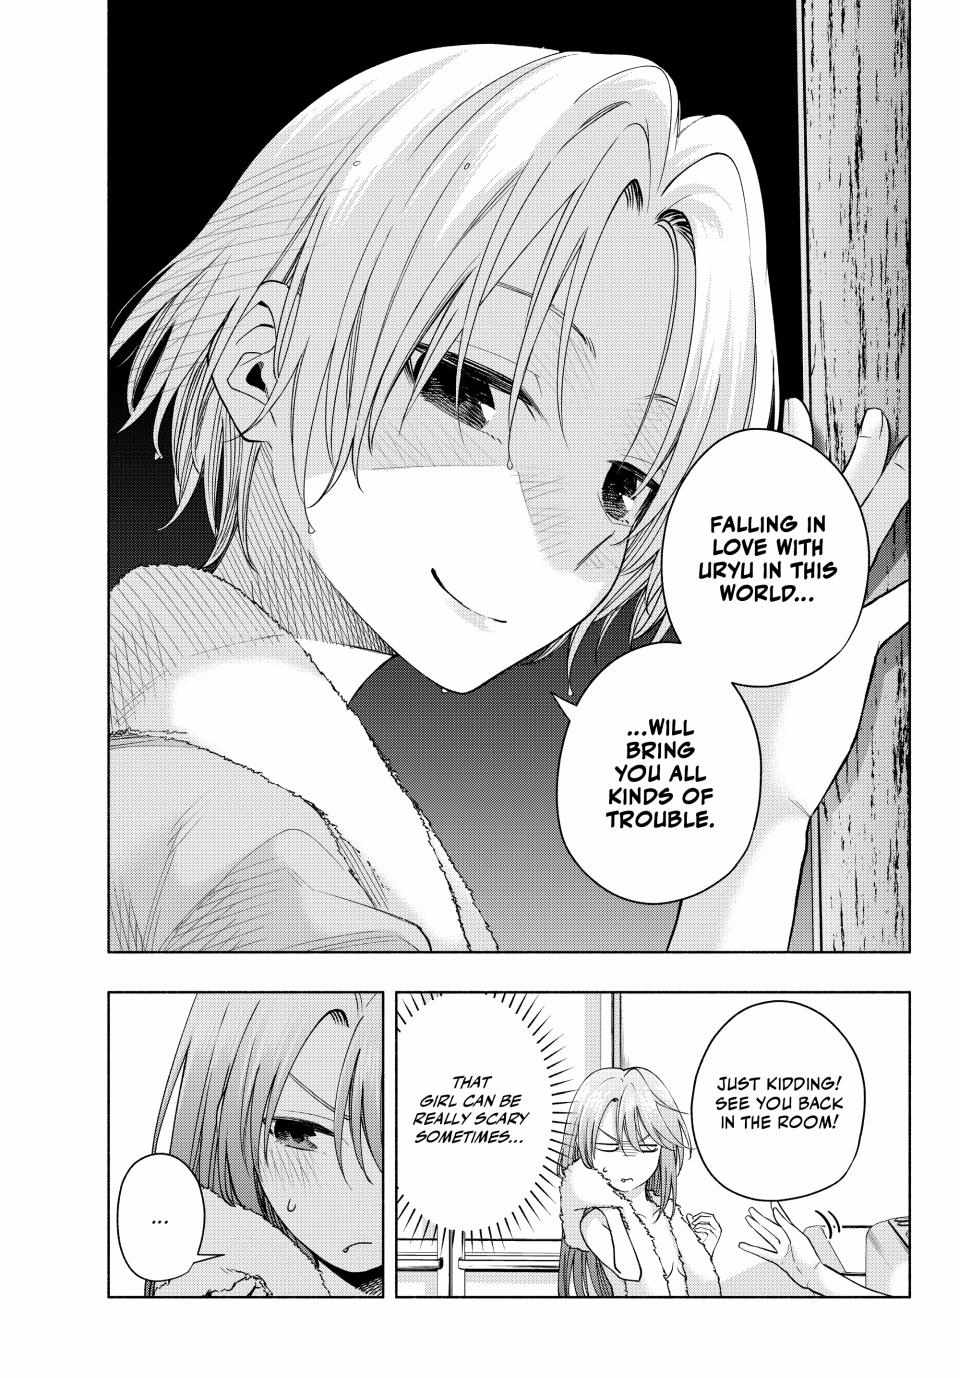 FALLING IN
LOVE WITH
URYU IN THIS
WORLD...
...WILL
BRING
YOU ALL
KINDS OF
TROUBLE.
JUST KIDDING!
SEE YOU BACK
IN THE ROOM!
THAT
GIRL CAN BE
REALLY SCARY
SOMETIMES...
...